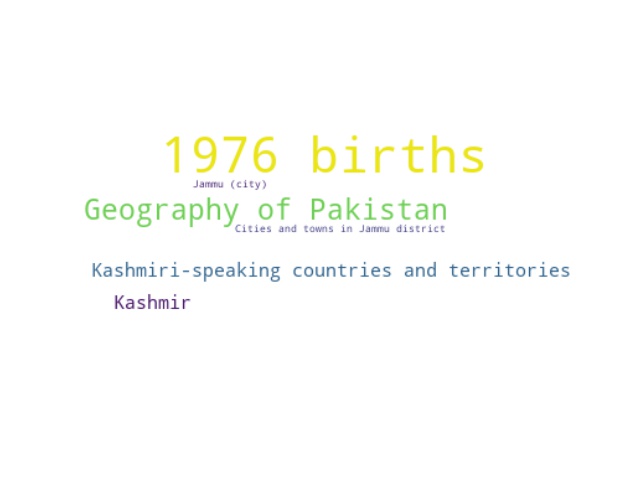 1976 births
Jammu (city)
Geography of Pakistan
Cities and towns in Jammu district
Kashmiri-speaking countries and territories
Kashmir